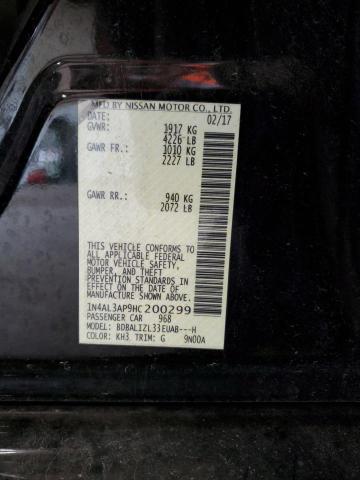 MFD BY NISSAN MOTOR CO., LTD.
DATE: 02/17
GVWR: 1917 KG
4226 LB
GAWR FR: 1010 KG
2227 LB
GAWR RR: 940 KG
2072 LB
THIS VEHICLE CONFORMS TO
ALL APPLICABLE FEDERAL
MOTOR VEHICLE SAFETY,
BUMPER, AND THEFT
PREVENTION STANDARDS IN
EFFECT ON THE DATE OF
MANUFACTURE SHOWN ABOVE.
1N4AL3AP9HC200299
PASSENGER CAR 968
MODEL: BDBALIZL33EUAB---H
COLOR: KH3 TRIM: G 9N00A